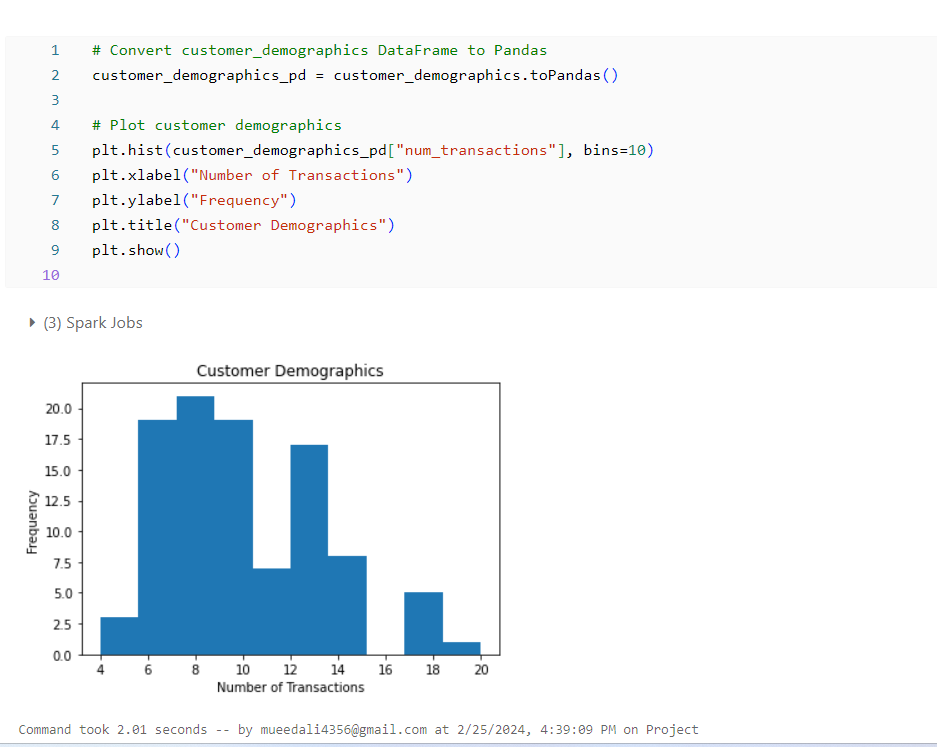 1 # Convert customer_demographics DataFrame to Pandas
2 customer_demographics_pd = customer_demographics.toPandas()
3
4 # Plot customer demographics
5 plt.hist(customer_demographics_pd["num_transactions"], bins=10)
6 plt.xlabel("Number of Transactions")
7 plt.ylabel("Frequency")
8 plt.title("Customer Demographics")
9 plt.show()
10
(3) Spark Jobs
Customer Demographics
20.0
17.5
15.0
12.5
10.0
7.5
5.0
2.5
0.0
Frequency
4 6 8 10 12 14 16 18 20
Number of Transactions
Command took 2.01 seconds -- by mueedali4356@gmail.com at 2/25/2024, 4:39:09 PM on Project